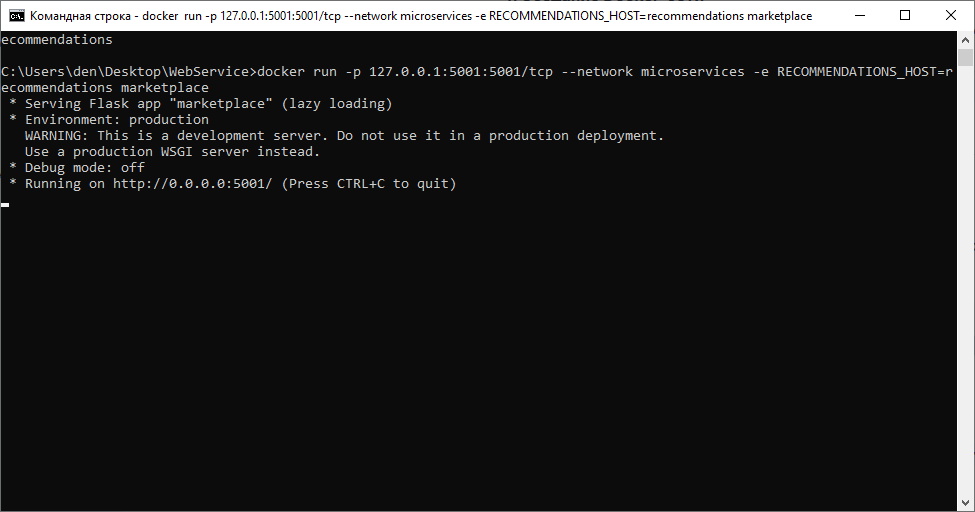 Командная строка - docker run -p 127.0.0.1:5001:5001/tcp --network microservices -e RECOMMENDATIONS_HOST=recommendations marketplace
ecommendations
C:\Users\den\Desktop\WebService>docker run -p 127.0.0.1:5001:5001/tcp --network microservices -e RECOMMENDATIONS_HOST=r
ecommendations marketplace
* Serving Flask app "marketplace" (lazy loading)
* Environment: production
WARNING: This is a development server. Do not use it in a production deployment.
Use a production WSGI server instead.
* Debug mode: off
* Running on http://0.0.0.0:5001/ (Press CTRL+C to quit)